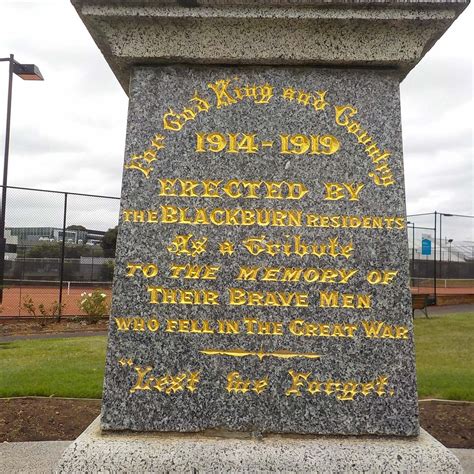 For God King and Country
1914-1919
ERECTED BY
THE BLACKBURN RESIDENTS
As a Tribute
TO THE MEMORY OF
THEIR BRAVE MEN
WHO FELL IN THE GREAT WAR
"Lest we Forget."